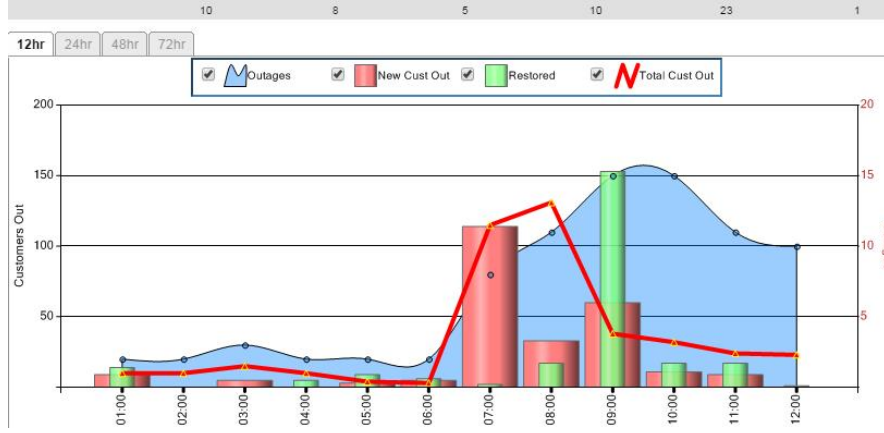 10 8 5 10 23 1
12hr 24hr 48hr 72hr
Outages New Cust Out Restored Total Cust Out
200 20
150 15
100 10
50 5
Customers Out
01:00 02:00 03:00 04:00 05:00 06:00 07:00 08:00 09:00 10:00 11:00 12:00